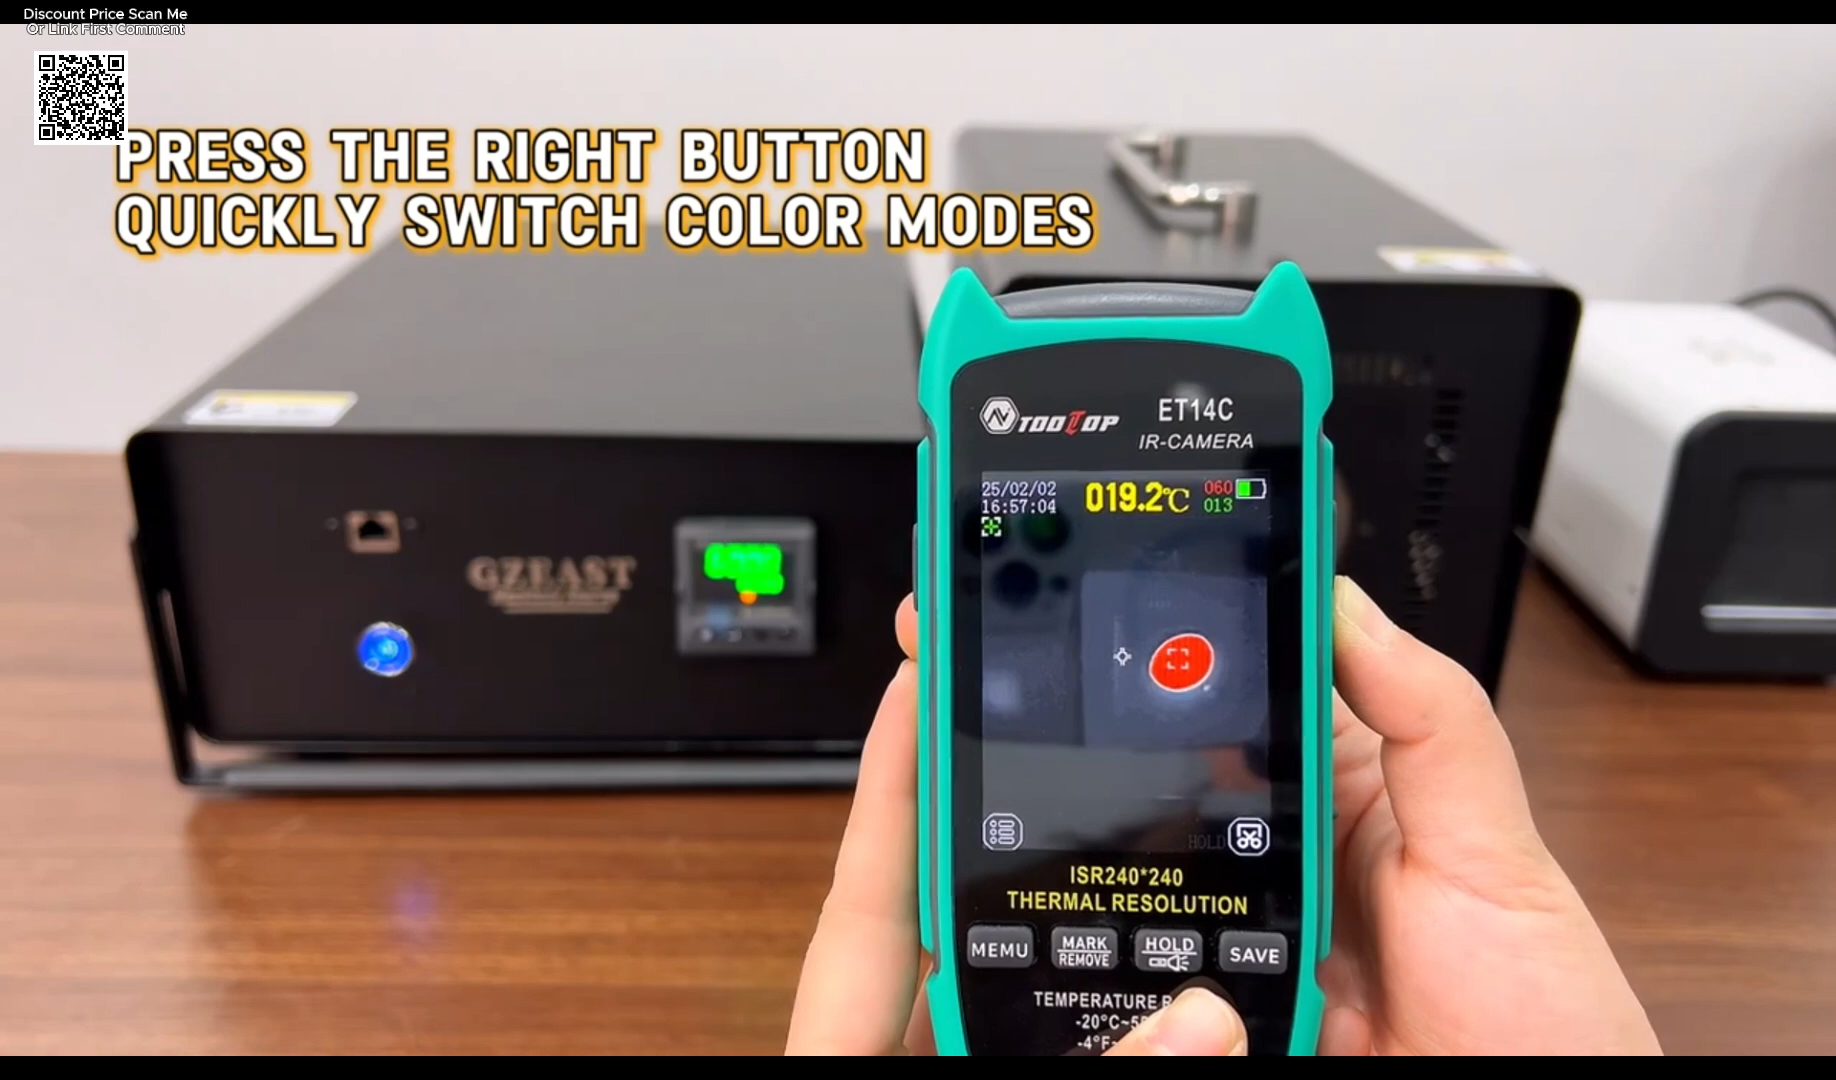 Discount Price Scan Me
Or Link First Comment
PRESS THE RIGHT BUTTON
QUICKLY SWITCH COLOR MODES
TOOLTOP
ET14C
IR-CAMERA
25/02/02
16:57:04
019.2°C
060
013
HOLD
ISR240*240
THERMAL RESOLUTION
MEMU
MARK
REMOVE
HOLD
SAVE
TEMPERATURE
-20°C~
-4°F~
GZEAST